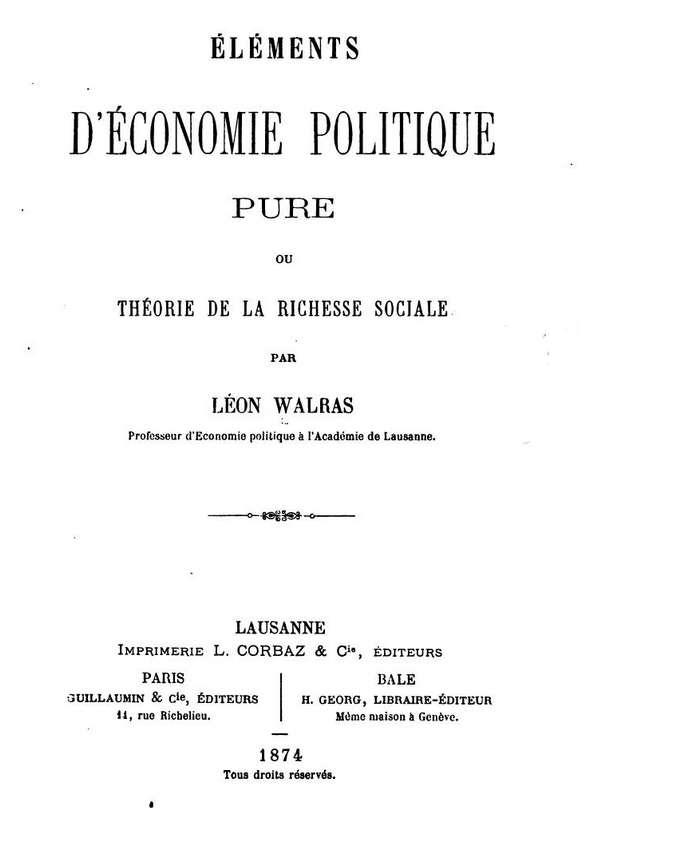 ÉLÉMENTS
D'ÉCONOMIE POLITIQUE
PURE
OU
THÉORIE DE LA RICHESSE SOCIALE
PAR
LÉON WALRAS
Professeur d'Economie politique à l'Académie de Lausanne.
LAUSANNE
IMPRIMERIE L. CORBAZ & Cie, ÉDITEURS
PARIS
GUILLAUMIN & Cie, ÉDITEURS
11, rue Richelieu.
BALE
H. GEORG, LIBRAIRE-ÉDITEUR
Même maison à Genève.
1874
Tous droits réservés.